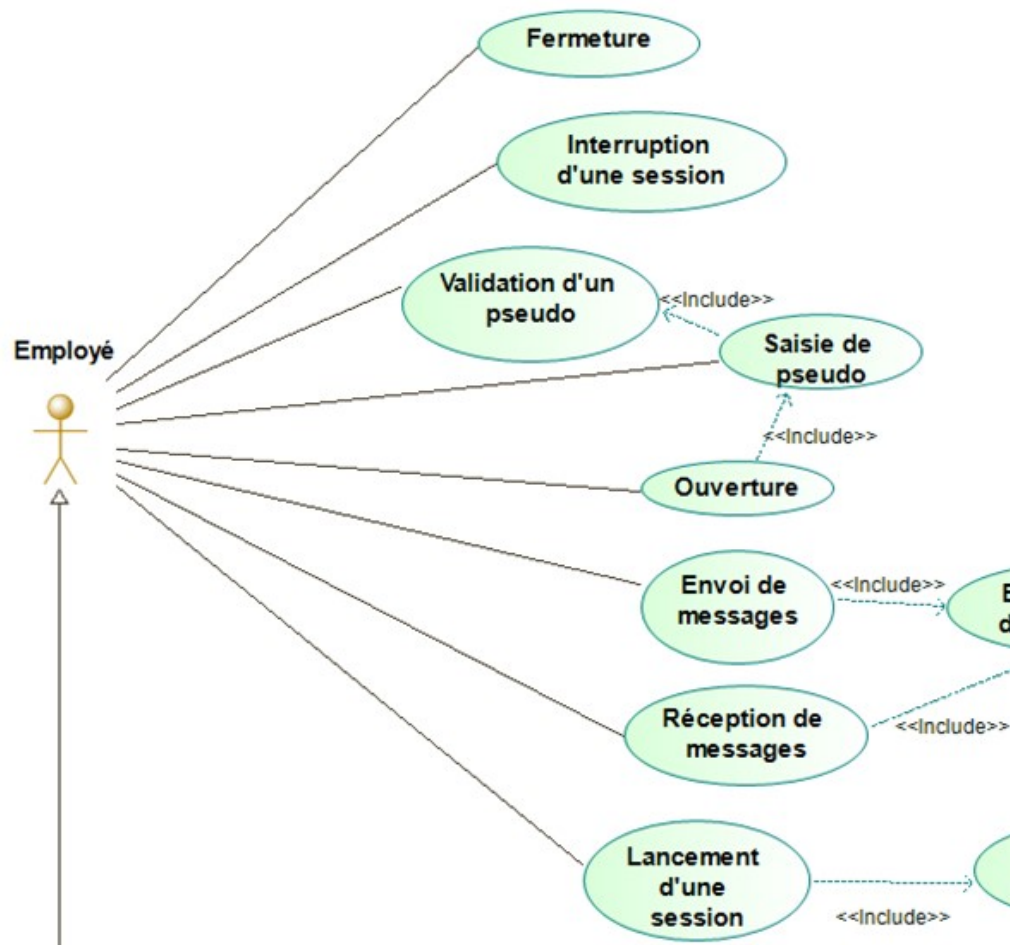 Fermeture
Interruption
d'une session
Validation d'un
pseudo
<<Include>>
Employé
Saisie de
pseudo
<<Include>>
Ouverture
Envoi de
messages
<<Include>>
Réception de
messages
<<Include>>
Lancement
d'une
session
<<Include>>